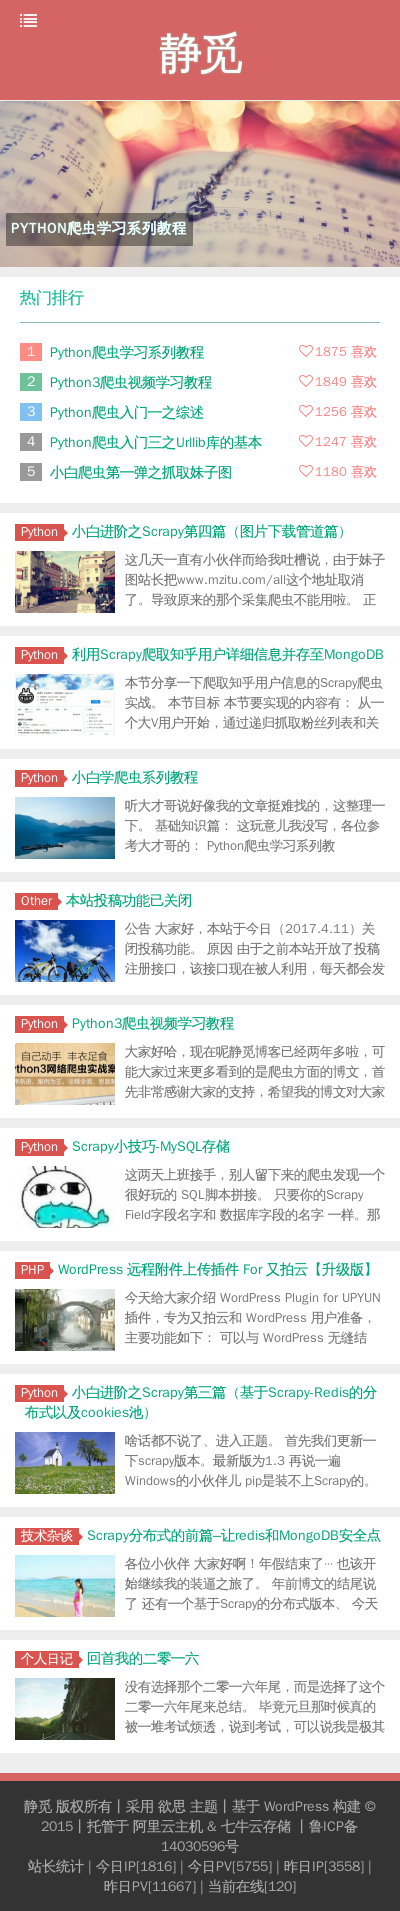 静觅
PYTHON爬虫学习系列教程
热门排行
1 Python爬虫学习系列教程 1875 喜欢
2 Python3爬虫视频学习教程 1849 喜欢
3 Python爬虫入门一之综述 1256 喜欢
4 Python爬虫入门三之Urllib库的基本 1247 喜欢
5 小白爬虫第一弹之抓取妹子图 1180 喜欢
Python 小白进阶之Scrapy第四篇（图片下载管道篇）
这几天一直有小伙伴而给我吐槽说，由于妹子
图站长把www.mzitu.com/all这个地址取消
了。导致原来的那个采集爬虫不能用啦。 正
Python 利用Scrapy爬取知乎用户详细信息并存至MongoDB
本节分享一下爬取知乎用户信息的Scrapy爬虫
实战。 本节目标 本节要实现的内容有： 从一
个大V用户开始，通过递归抓取粉丝列表和关
Python 小白学爬虫系列教程
听大才哥说好像我的文章挺难找的，这整理一
下。 基础知识篇： 这玩意儿我没写，各位参
考大才哥的： Python爬虫学习系列教
Other 本站投稿功能已关闭
公告 大家好，本站于今日（2017.4.11）关
闭投稿功能。 原因 由于之前本站开放了投稿
注册接口，该接口现在被人利用，每天都会发
Python Python3爬虫视频学习教程
自己动手 丰衣足食
ython3网络爬虫实战案
大家好哈，现在呢静觅博客已经两年多啦，可
能大家过来更多看到的是爬虫方面的博文，首
先非常感谢大家的支持，希望我的博文对大家
Python Scrapy小技巧-MySQL存储
这两天上班接手，别人留下来的爬虫发现一个
很好玩的 SQL脚本拼接。 只要你的Scrapy
Field字段名字和 数据库字段的名字 一样。那
PHP WordPress 远程附件上传插件 For 又拍云【升级版】
今天给大家介绍 WordPress Plugin for UPYUN
插件，专为又拍云和 WordPress 用户准备，
主要功能如下： 可以与 WordPress 无缝结
Python 小白进阶之Scrapy第三篇（基于Scrapy-Redis的分
布式以及cookies池）
啥话都不说了、进入正题。 首先我们更新一
下scrapy版本。最新版为1.3 再说一遍
Windows的小伙伴儿 pip是装不上Scrapy的。
技术杂谈 Scrapy分布式的前篇–让redis和MongoDB安全点
各位小伙伴 大家好啊！年假结束了··· 也该开
始继续我的装逼之旅了。 年前博文的结尾说
了 还有一个基于Scrapy的分布式版本、 今天
个人日记 回首我的二零一六
没有选择那个二零一六年尾，而是选择了这个
二零一六年尾来总结。 毕竟元旦那时候真的
被一堆考试烦透，说到考试，可以说我是极其
静觅 版权所有丨采用 欲思 主题丨基于 WordPress 构建 ©
2015丨托管于 阿里云主机 & 七牛云存储 丨鲁ICP备
14030596号
站长统计 | 今日IP[1816] | 今日PV[5755] | 昨日IP[3558] |
昨日PV[11667] | 当前在线[120]